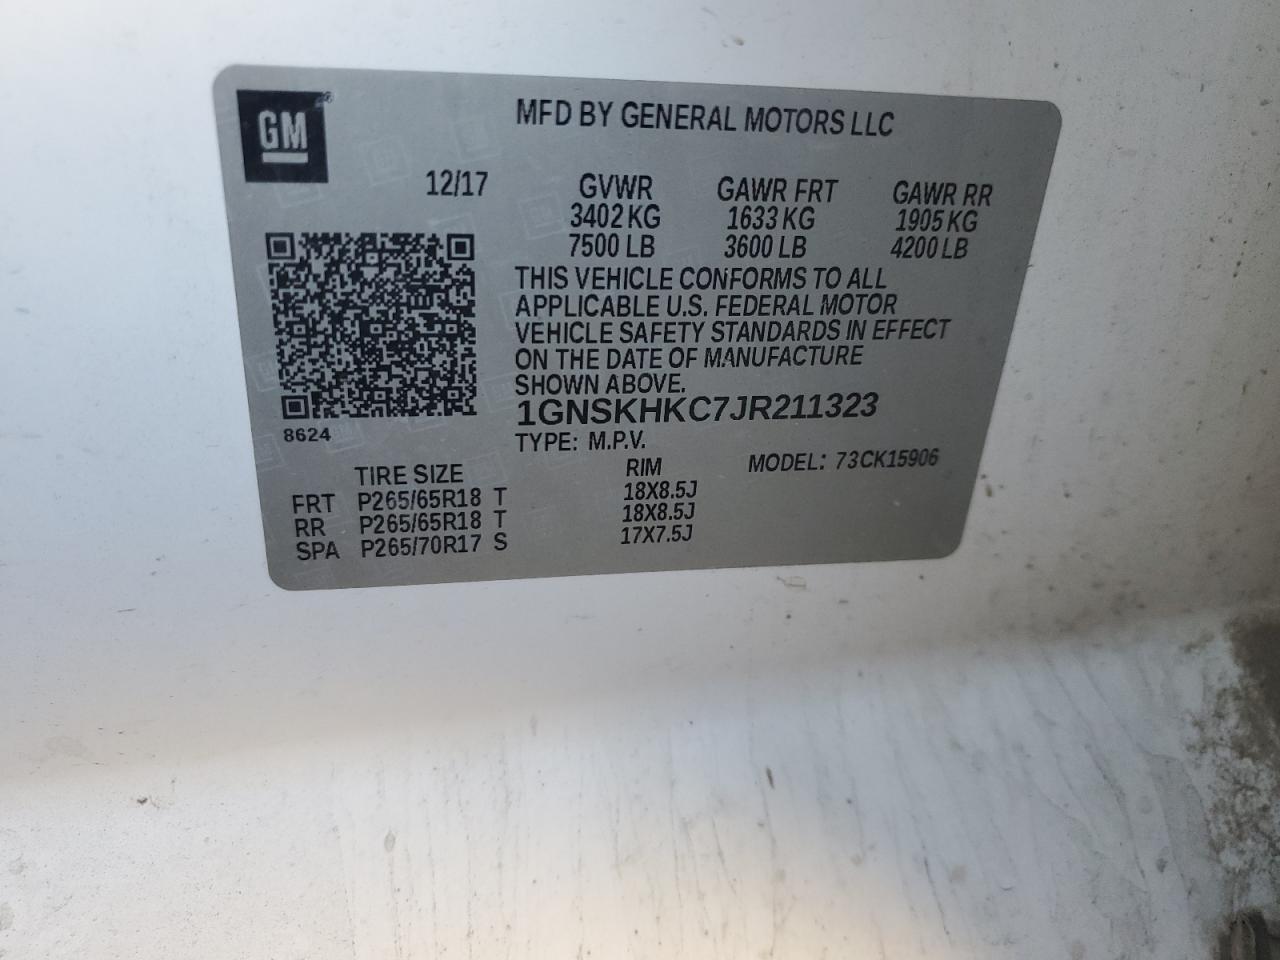 GM
MFD BY GENERAL MOTORS LLC
12/17 GVWR GAWR FRT GAWR RR
3402 KG 1633 KG 1905 KG
7500 LB 3600 LB 4200 LB
THIS VEHICLE CONFORMS TO ALL
APPLICABLE U.S. FEDERAL MOTOR
VEHICLE SAFETY STANDARDS IN EFFECT
ON THE DATE OF MANUFACTURE
SHOWN ABOVE.
1GNSKHKC7JR211323
8624
TYPE: M.P.V. MODEL: 73CK15906
TIRE SIZE RIM
FRT P265/65R18 T 18X8.5J
RR P265/65R18 T 18X8.5J
SPA P265/70R17 S 17X7.5J